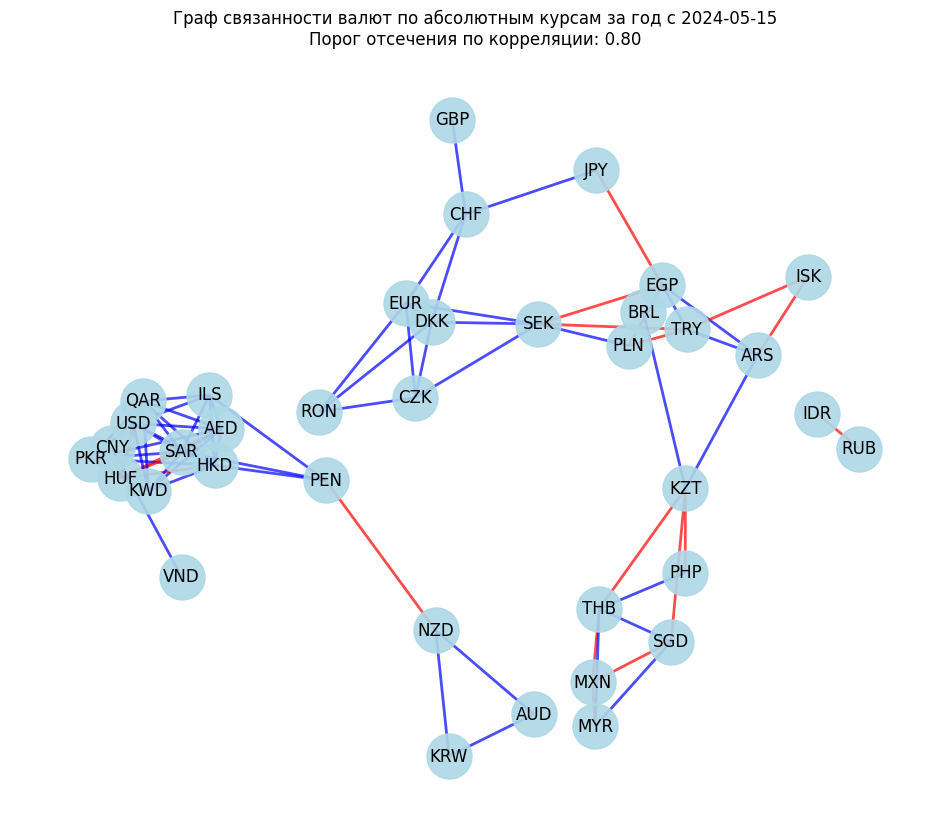 Граф связанности валют по абсолютным курсам за год с 2024-05-15
Порог отсечения по корреляции: 0.80
GBP
JPY
CHF
ISK
EGP
EUR
BRL
DKK
SEK
TRY
PLN
ARS
ILS
CZK
QAR
RON
IDR
USD
AED
CNY
RUB
SAR
PKR
HKD
HUF
PEN
KWD
KZT
PHP
VND
THB
NZD
SGD
MXN
AUD
MYR
KRW